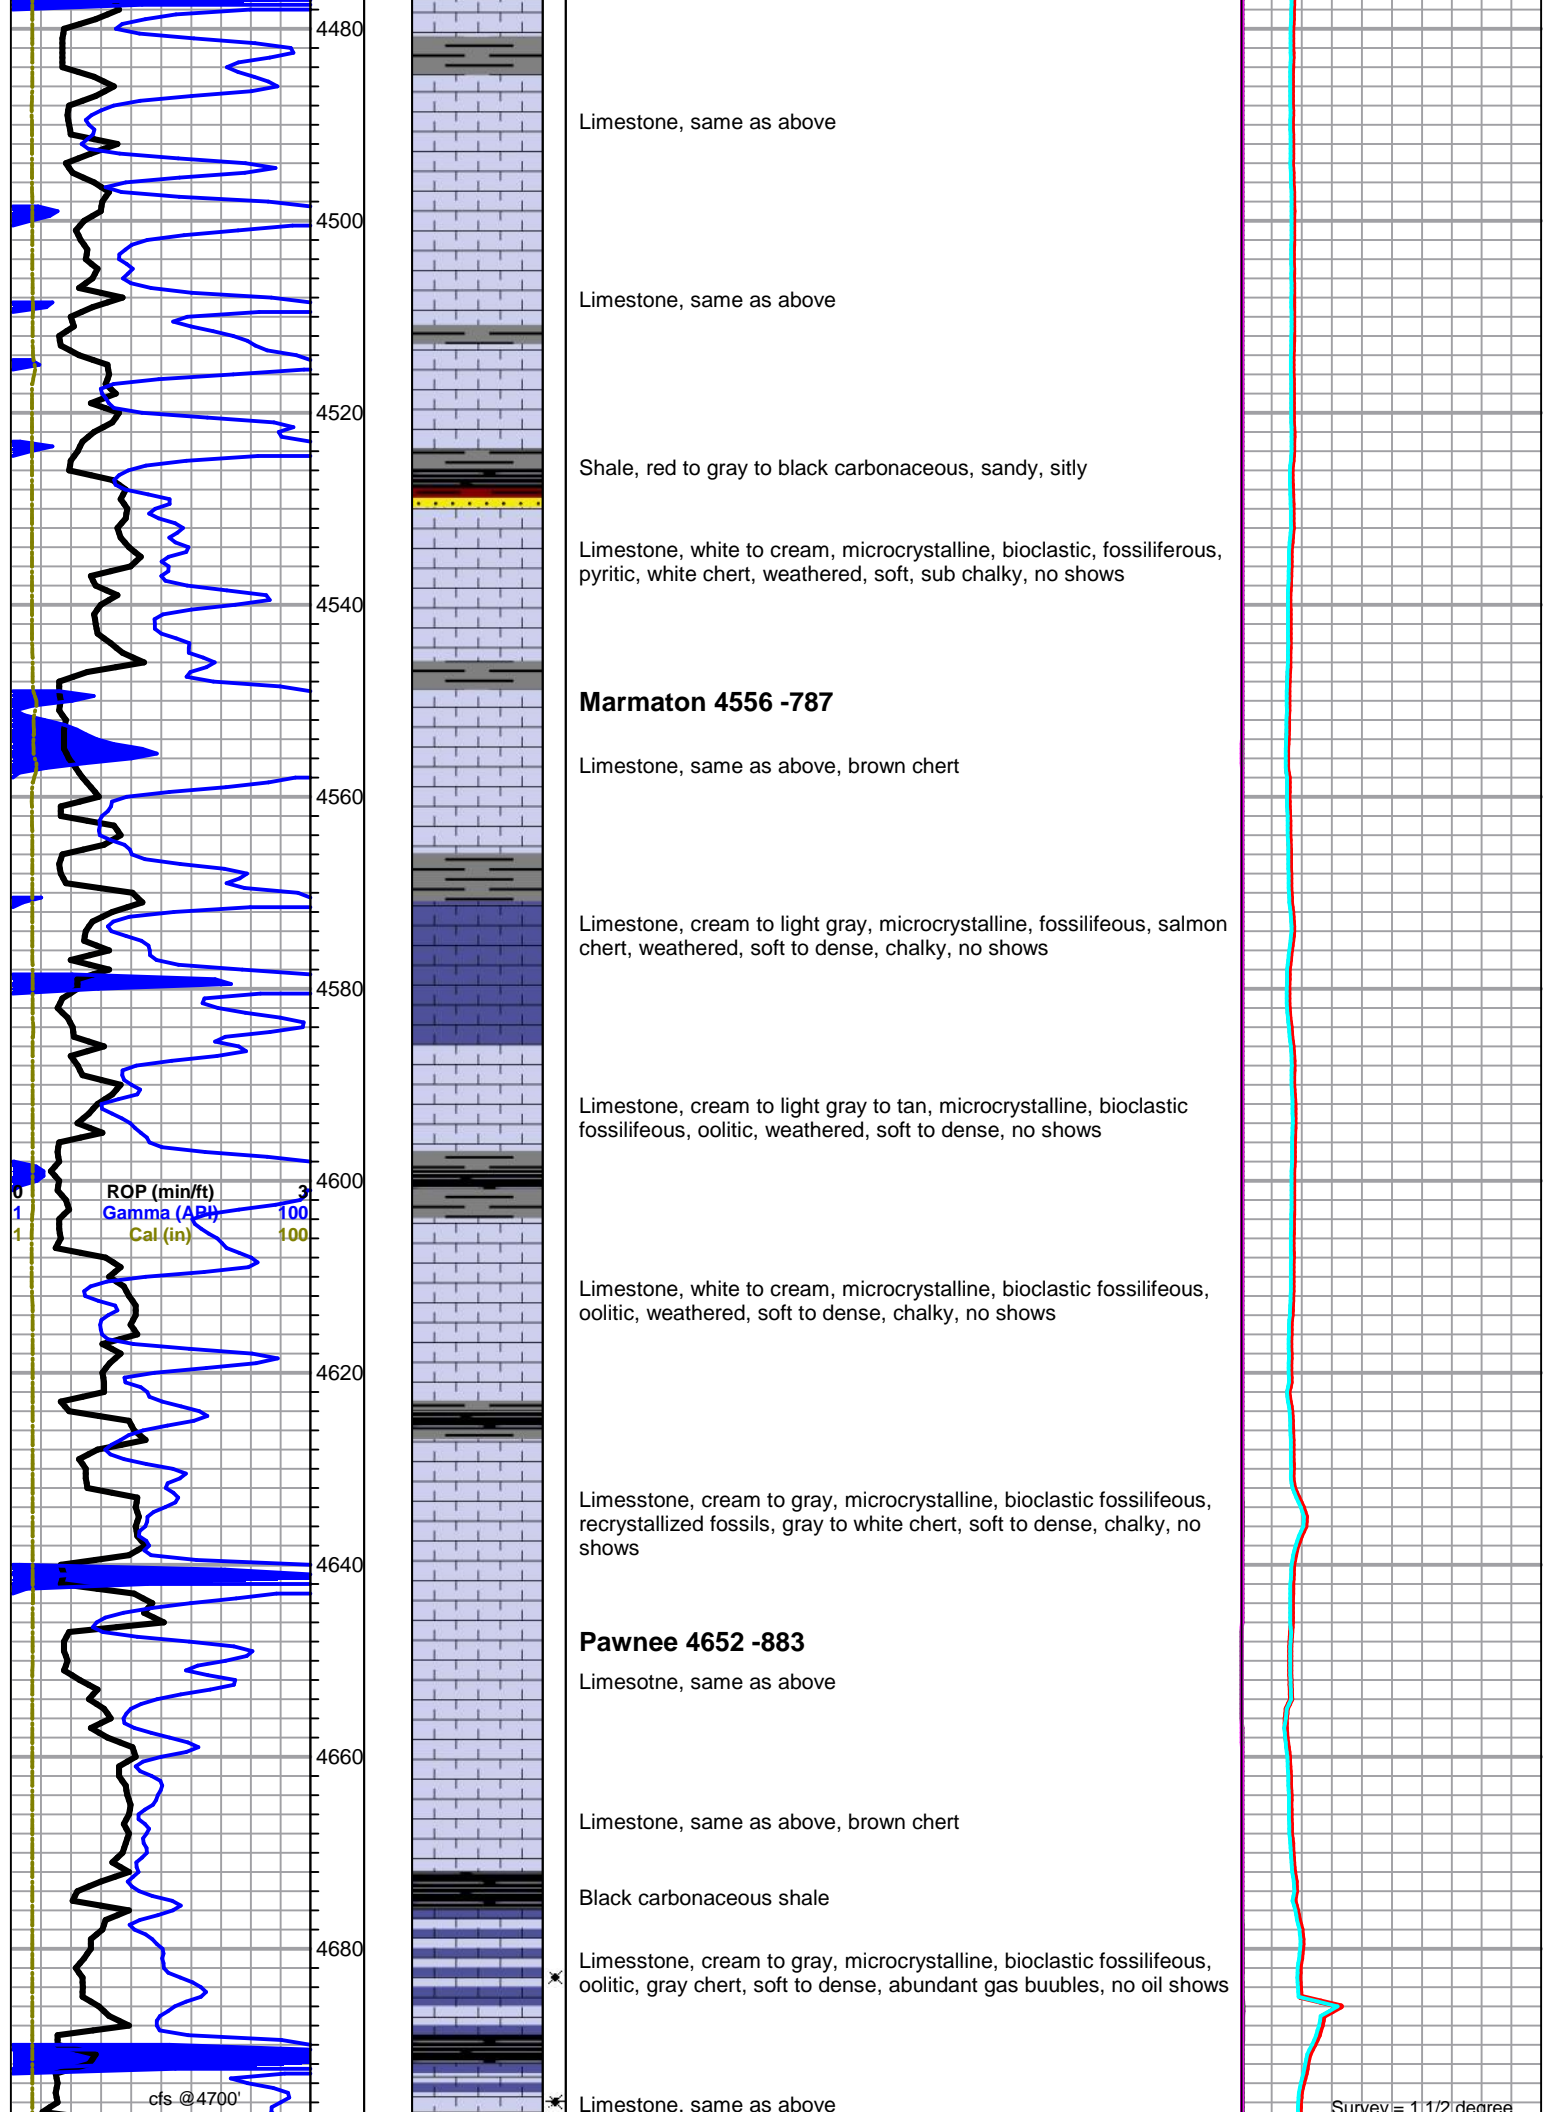 4480
Limestone, same as above
4500
Limestone, same as above
4520
Shale, red to gray to black carbonaceous, sandy, sitly
Limestone, white to cream, microcrystalline, bioclastic, fossiliferous,
pyritic, white chert, weathered, soft, sub chalky, no shows
4540
Marmaton 4556 -787
Limestone, same as above, brown chert
4560
Limestone, cream to light gray, microcrystalline, fossilifeous, salmon
chert, weathered, soft to dense, chalky, no shows
4580
Limestone, cream to light gray to tan, microcrystalline, bioclastic
fossilifeous, oolitic, weathered, soft to dense, no shows
4600
0 ROP (min/ft) 3
1 Gamma (API) 100
1 Cal (in) 100
Limestone, white to cream, microcrystalline, bioclastic fossilifeous,
oolitic, weathered, soft to dense, chalky, no shows
4620
Limesstone, cream to gray, microcrystalline, bioclastic fossilifeous,
recrystallized fossils, gray to white chert, soft to dense, chalky, no
shows
4640
Pawnee 4652 -883
Limesotne, same as above
4660
Limestone, same as above, brown chert
Black carbonaceous shale
4680
Limesstone, cream to gray, microcrystalline, bioclastic fossilifeous,
oolitic, gray chert, soft to dense, abundant gas buubles, no oil shows
cfs @4700'
Limestone, same as above
Survey = 1 1/2 degree